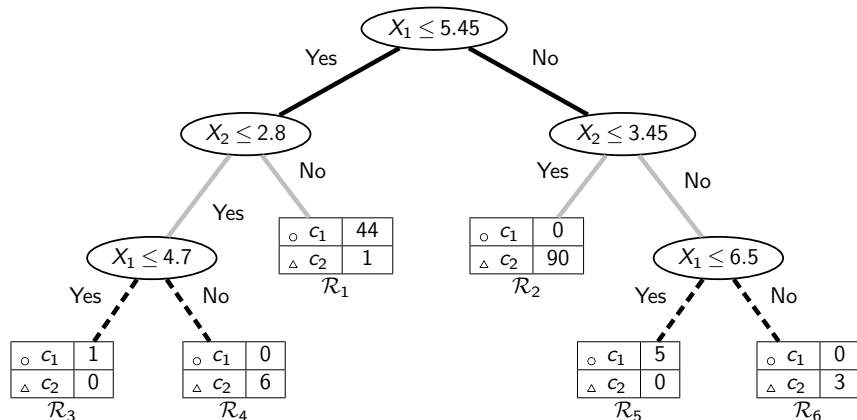 X₁ ≤ 5.45
Yes
No
X₂ ≤ 2.8
X₂ ≤ 3.45
Yes
No
Yes
No
X₁ ≤ 4.7
○ c₁ 44
△ c₂ 1
R₁
○ c₁ 0
△ c₂ 90
R₂
X₁ ≤ 6.5
Yes
No
Yes
No
○ c₁ 1
△ c₂ 0
R₃
○ c₁ 0
△ c₂ 6
R₄
○ c₁ 5
△ c₂ 0
R₅
○ c₁ 0
△ c₂ 3
R₆